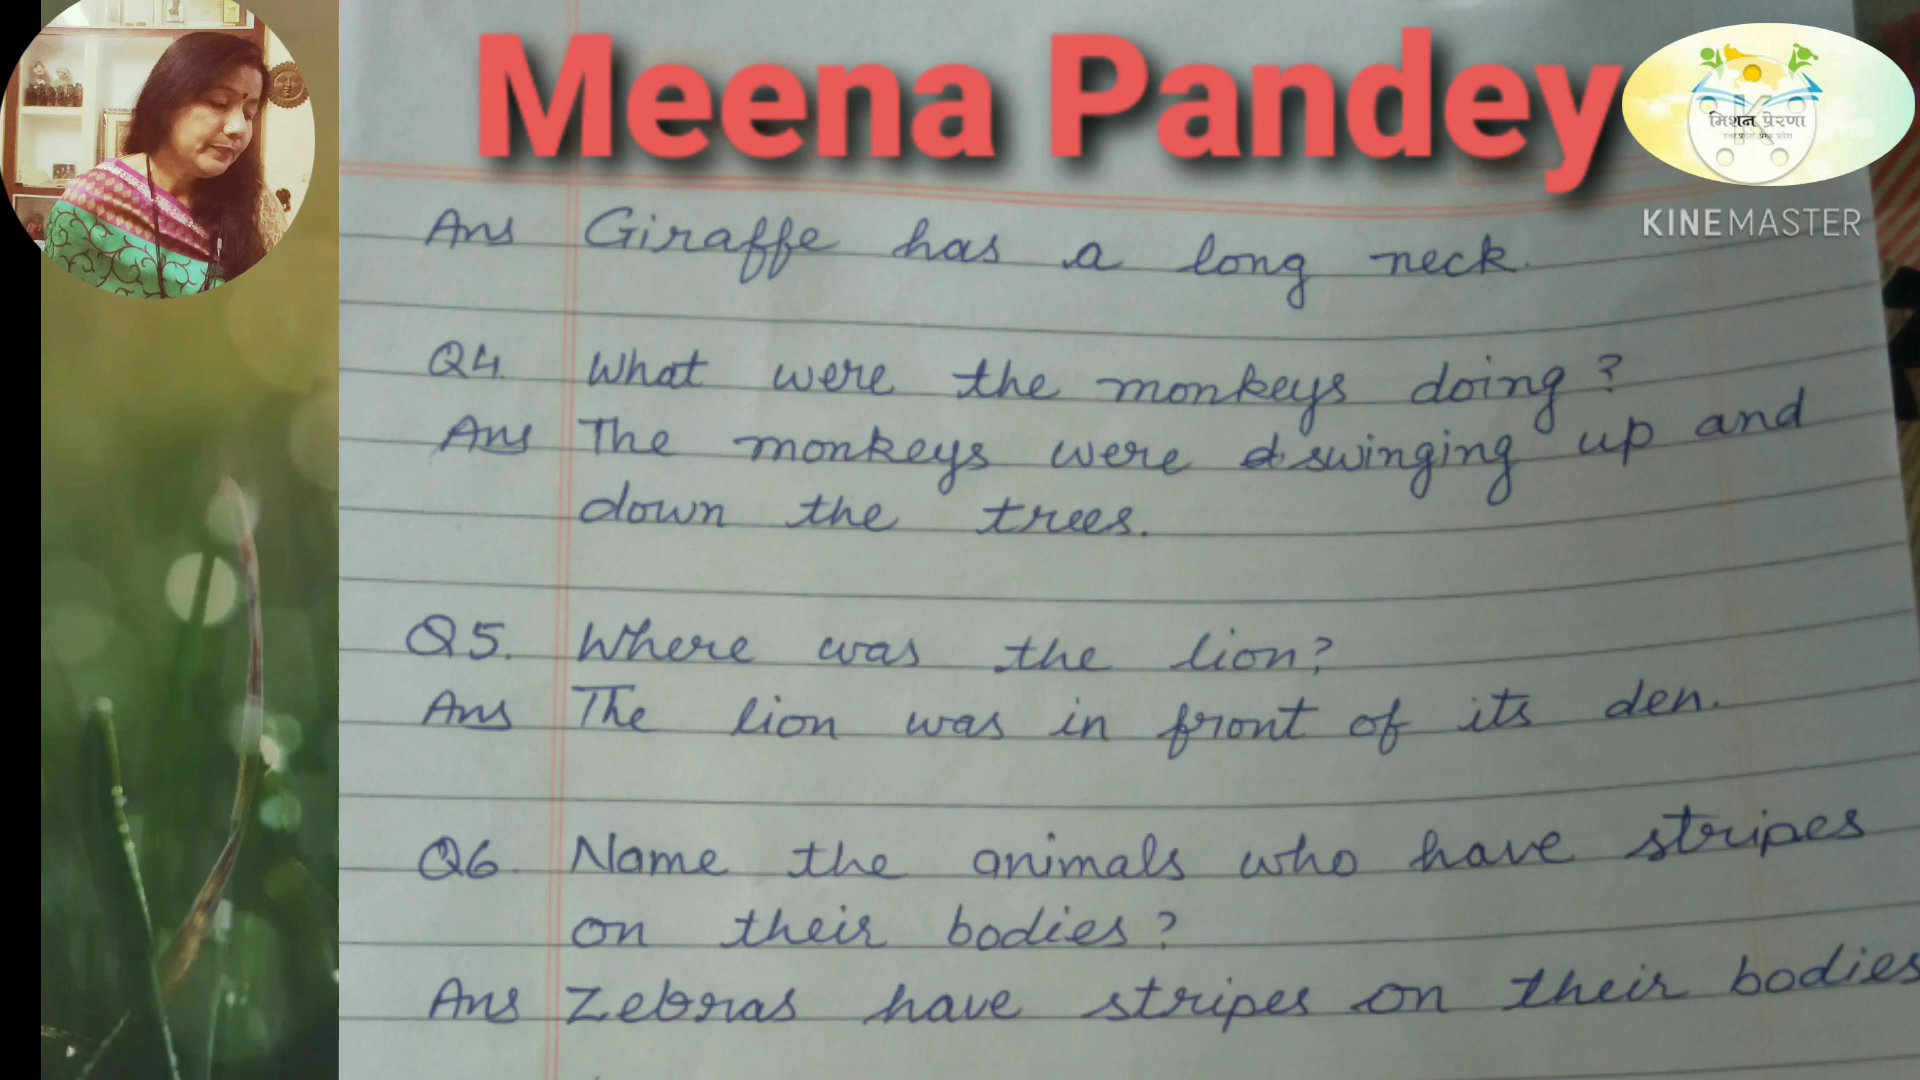 Meena Pandey
मिशन प्रेरणा
KINEMASTER
Ans Giraffe has a long neck.
Q4. What were the monkeys doing?
Ans The monkeys were swinging up and
down the trees.
Q5. Where was the lion?
Ans The lion was in front of its den.
Q6. Name the animals who have stripes
on their bodies?
Ans Zebras have stripes on their bodies